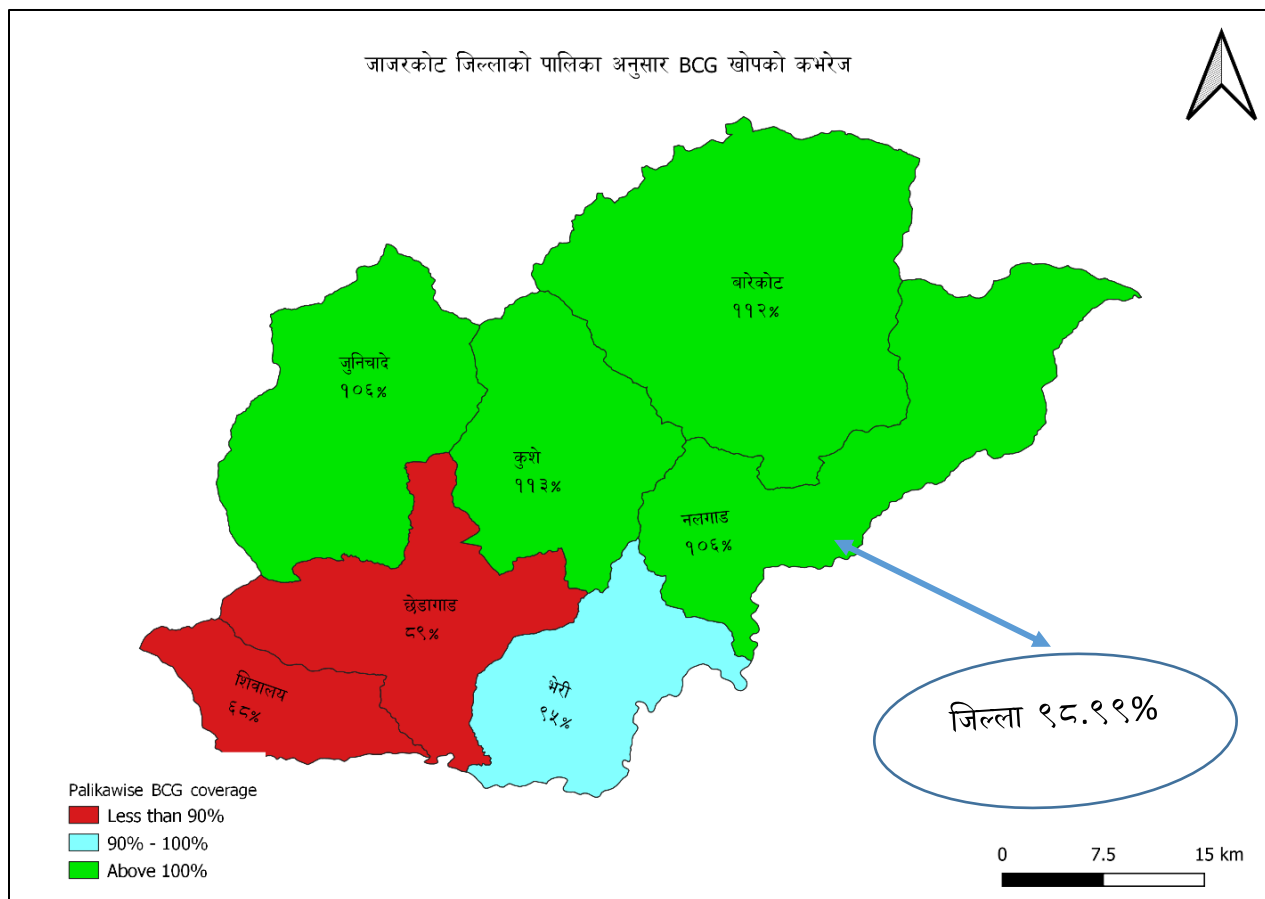 जाजरकोट जिल्लाको पालिका अनुसार BCG खोपको कभरेज
बारेकोट
११२%
जुनिचादे
१०६%
कुशे
११३%
नलगाड
१०६%
छेडागाड
८९%
शिवालय
६८%
भेरी
९५%
जिल्ला ९८.९९%
Palikawise BCG coverage
Less than 90%
90% - 100%
Above 100%
0 7.5 15 km